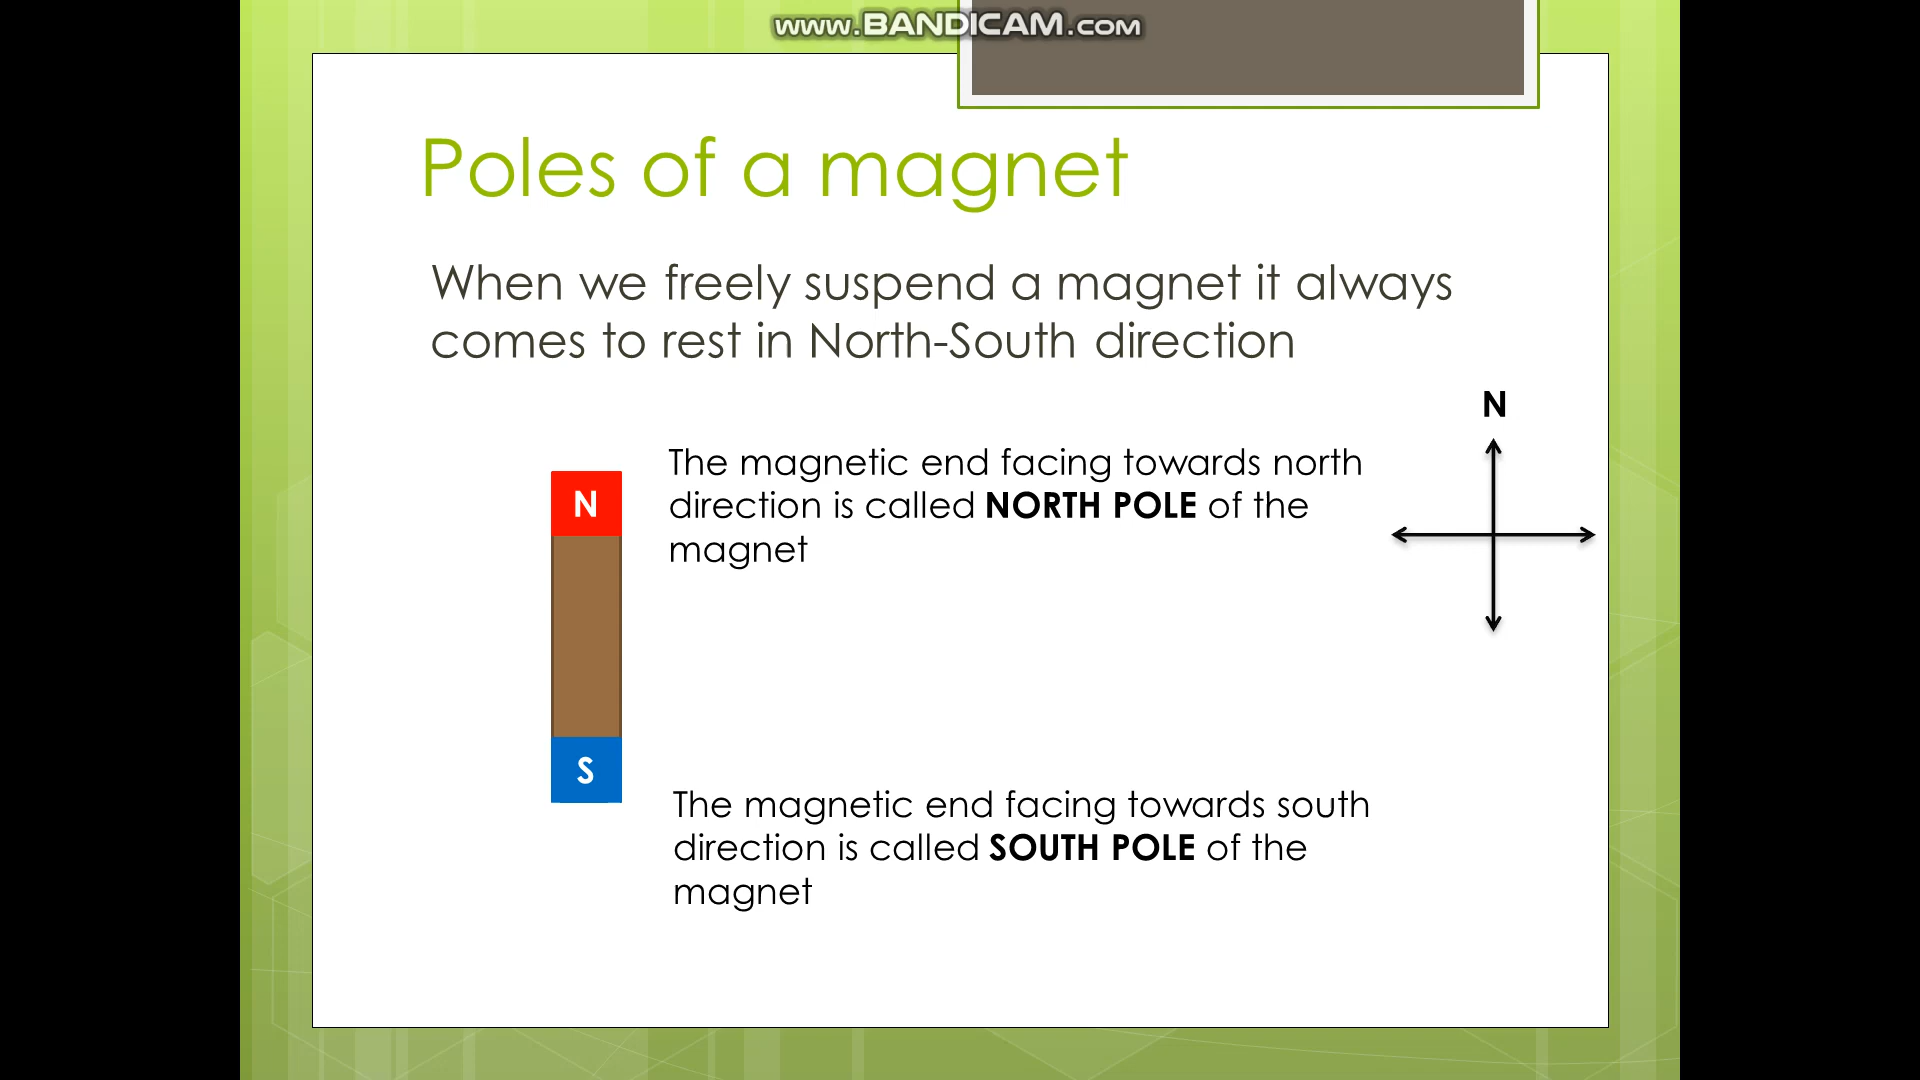 www.BANDICAM.com
Poles of a magnet
When we freely suspend a magnet it always
comes to rest in North-South direction
N
The magnetic end facing towards north
direction is called NORTH POLE of the
magnet
N
S
The magnetic end facing towards south
direction is called SOUTH POLE of the
magnet